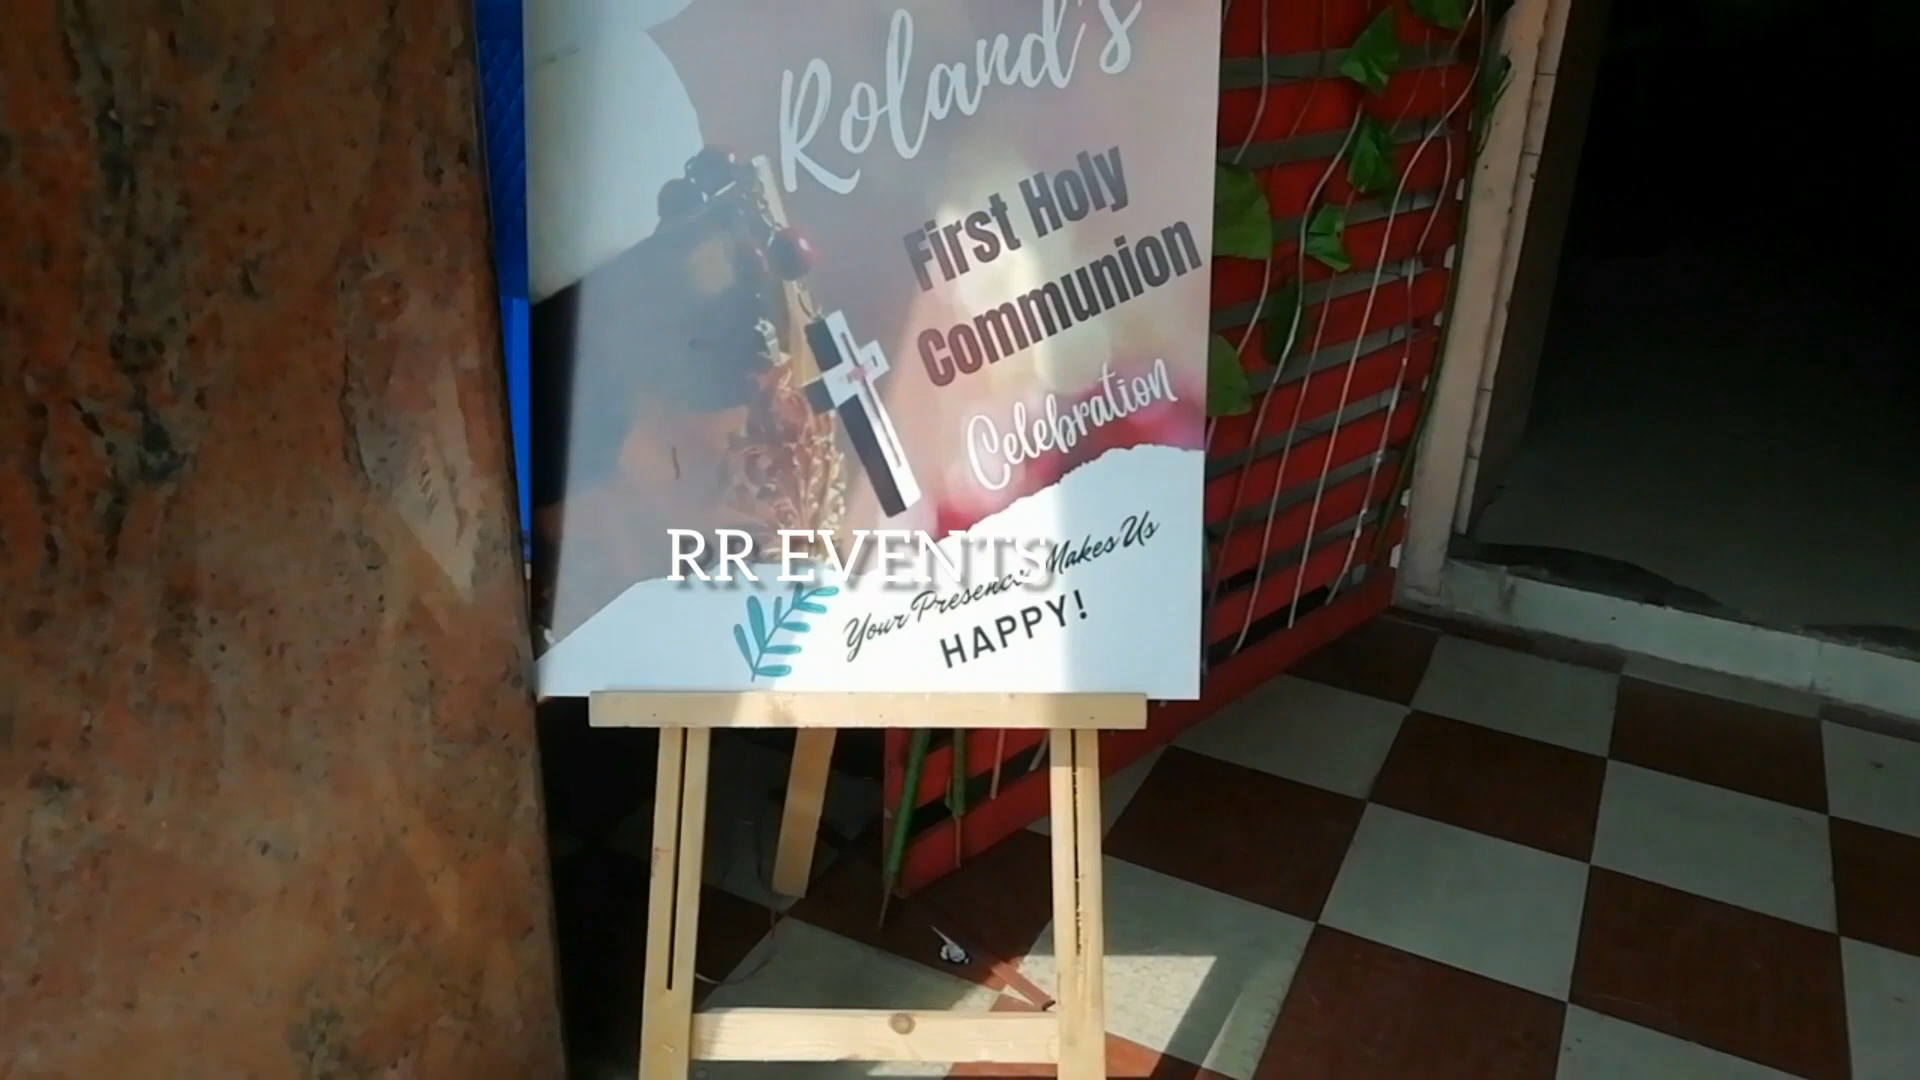 Roland's
First Holy
Communion
Celebration
RR EVENTS
Your Presence Makes Us
HAPPY!